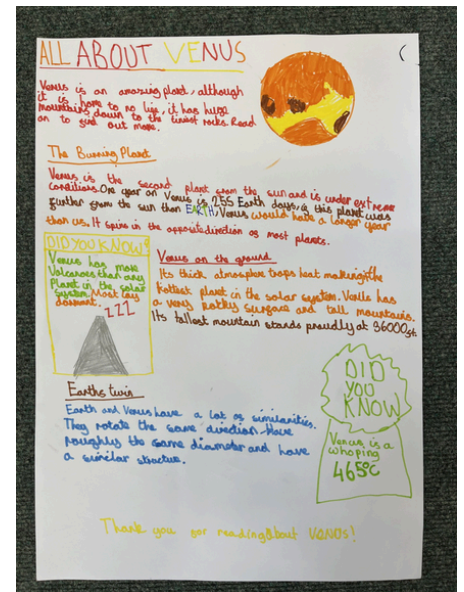 ALL ABOUT VENUS
Venus is an amazing planet, although
it is home to no life, it has huge
mountains down to the tiniest rocks. Read
on to find out more.
The Burning Planet
Venus is the second planet from the sun and is under extreme
conditions. One year on Venus is 255 Earth days, if this planet was
further from the sun than EARTH, Venus would have a longer year
than us. It spins in the opposite direction as most planets.
DID YOU KNOW?
Venus has more
Volcanoes than any
Planet in the solar
system. Most lay
dormant.
ZZZ
Venus on the ground
Its thick atmosphere traps heat making it the
hottest planet in the solar system. Venus has
a very rocky surface and tall mountains.
Its tallest mountain stands proudly at 36000ft.
Earths twin
Earth and Venus have a lot of similarities.
They rotate the same direction. Have
roughly the same diameter and have
a similar structure.
DID
YOU
KNOW
Venus is a
whoping
465°C
Thank you for reading about VENUS!